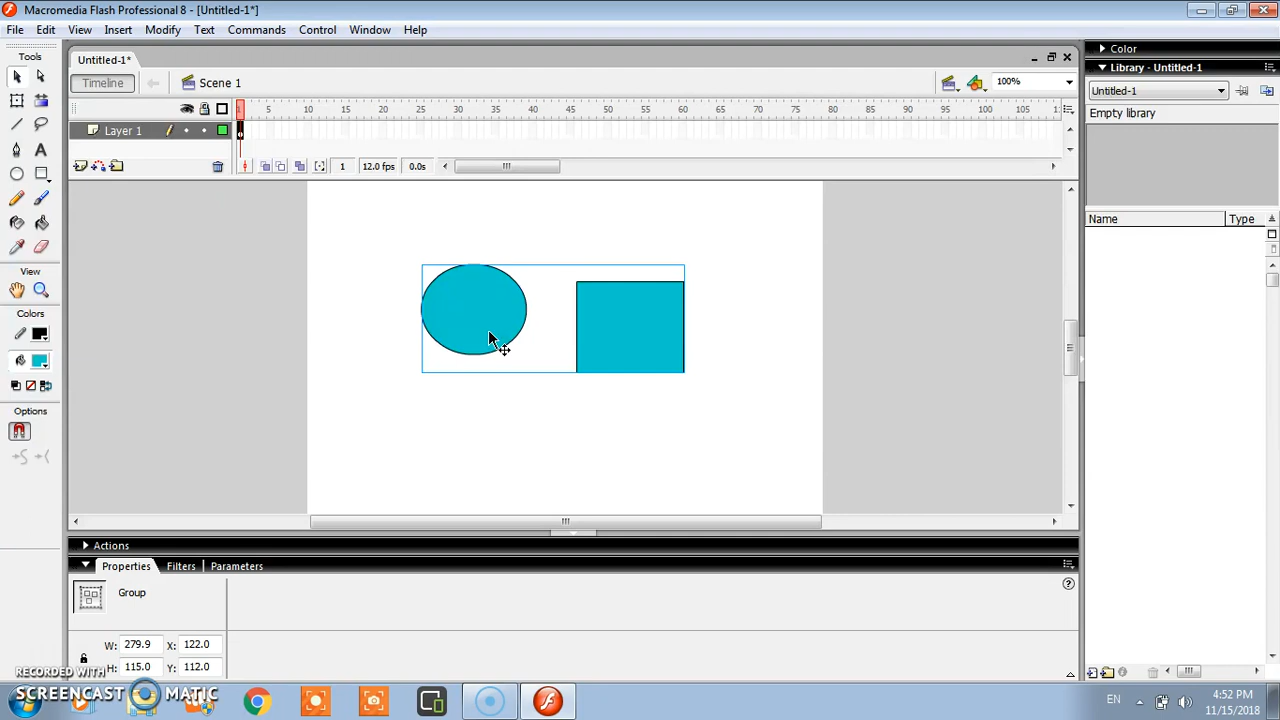 Macromedia Flash Professional 8 - [Untitled-1*]
File Edit View Insert Modify Text Commands Control Window Help
Tools
View
Colors
Options
Untitled-1*
Timeline Scene 1 100%
1 5 10 15 20 25 30 35 40 45 50 55 60 65 70 75 80 85 90 95 100 105
Layer 1
1 12.0 fps 0.0s
Color
Library - Untitled-1
Untitled-1
Empty library
Name Type
Actions
Properties Filters Parameters
Group
W: 279.9 X: 122.0
H: 115.0 Y: 112.0
RECORDED WITH
SCREENCAST MATIC
EN
4:52 PM
11/15/2018